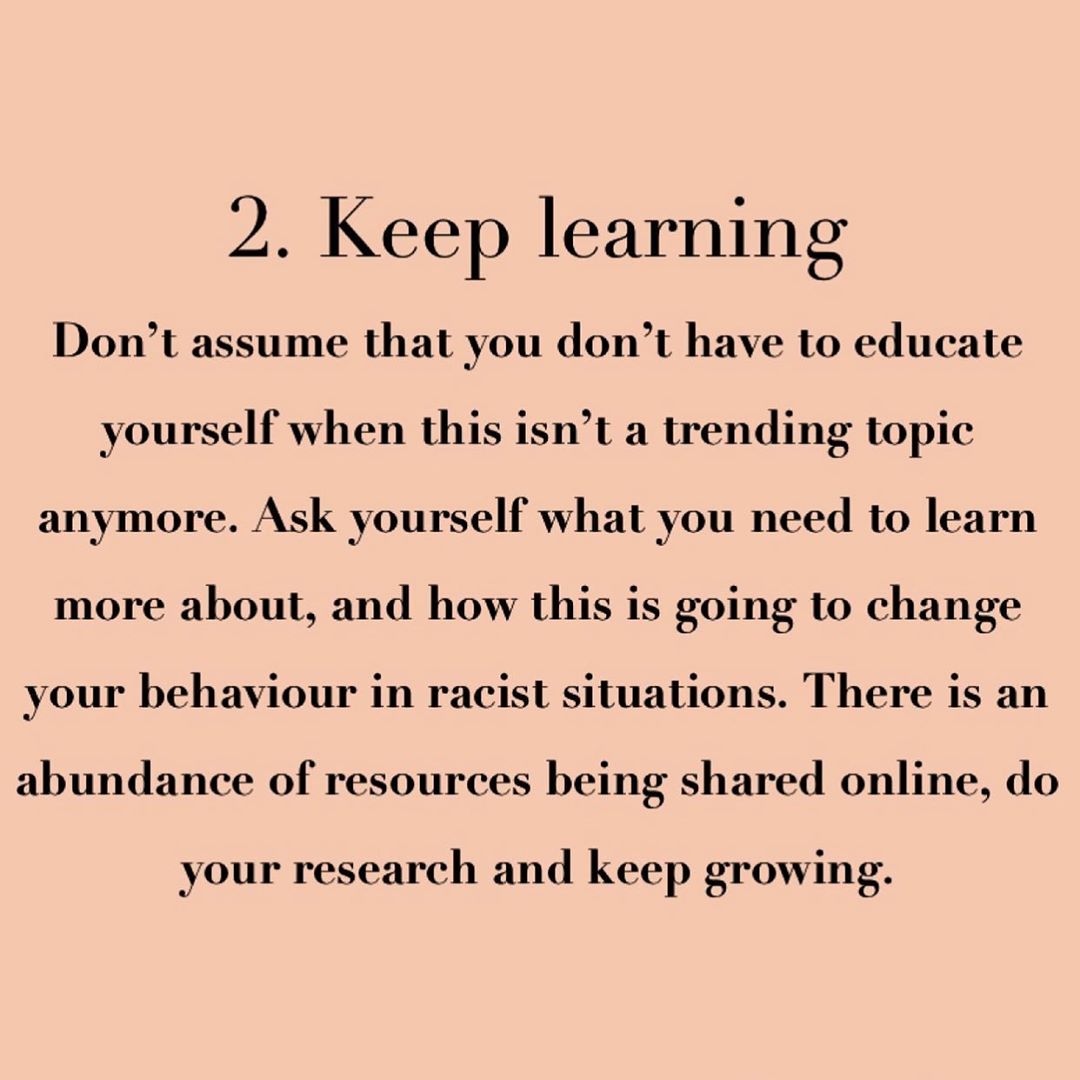 2. Keep learning
Don’t assume that you don’t have to educate
yourself when this isn’t a trending topic
anymore. Ask yourself what you need to learn
more about, and how this is going to change
your behaviour in racist situations. There is an
abundance of resources being shared online, do
your research and keep growing.